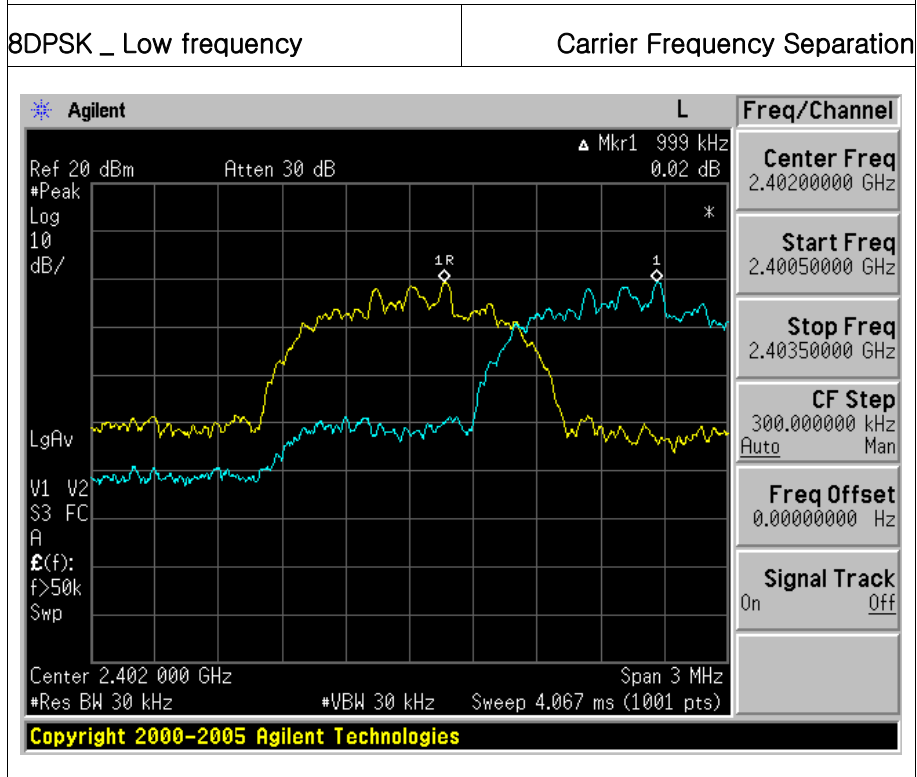 8DPSK _ Low frequency Carrier Frequency Separation
Agilent L Freq/Channel
Δ Mkr1 999 kHz
Ref 20 dBm Atten 30 dB 0.02 dB
#Peak
Log
10
dB/
*
1R 1
LgAv
V1 V2
S3 FC
A
£(f):
f>50k
Swp
Center 2.402 000 GHz Span 3 MHz
#Res BW 30 kHz #VBW 30 kHz Sweep 4.067 ms (1001 pts)
Center Freq
2.40200000 GHz
Start Freq
2.40050000 GHz
Stop Freq
2.40350000 GHz
CF Step
300.000000 kHz
Auto Man
Freq Offset
0.00000000 Hz
Signal Track
On Off
Copyright 2000-2005 Agilent Technologies